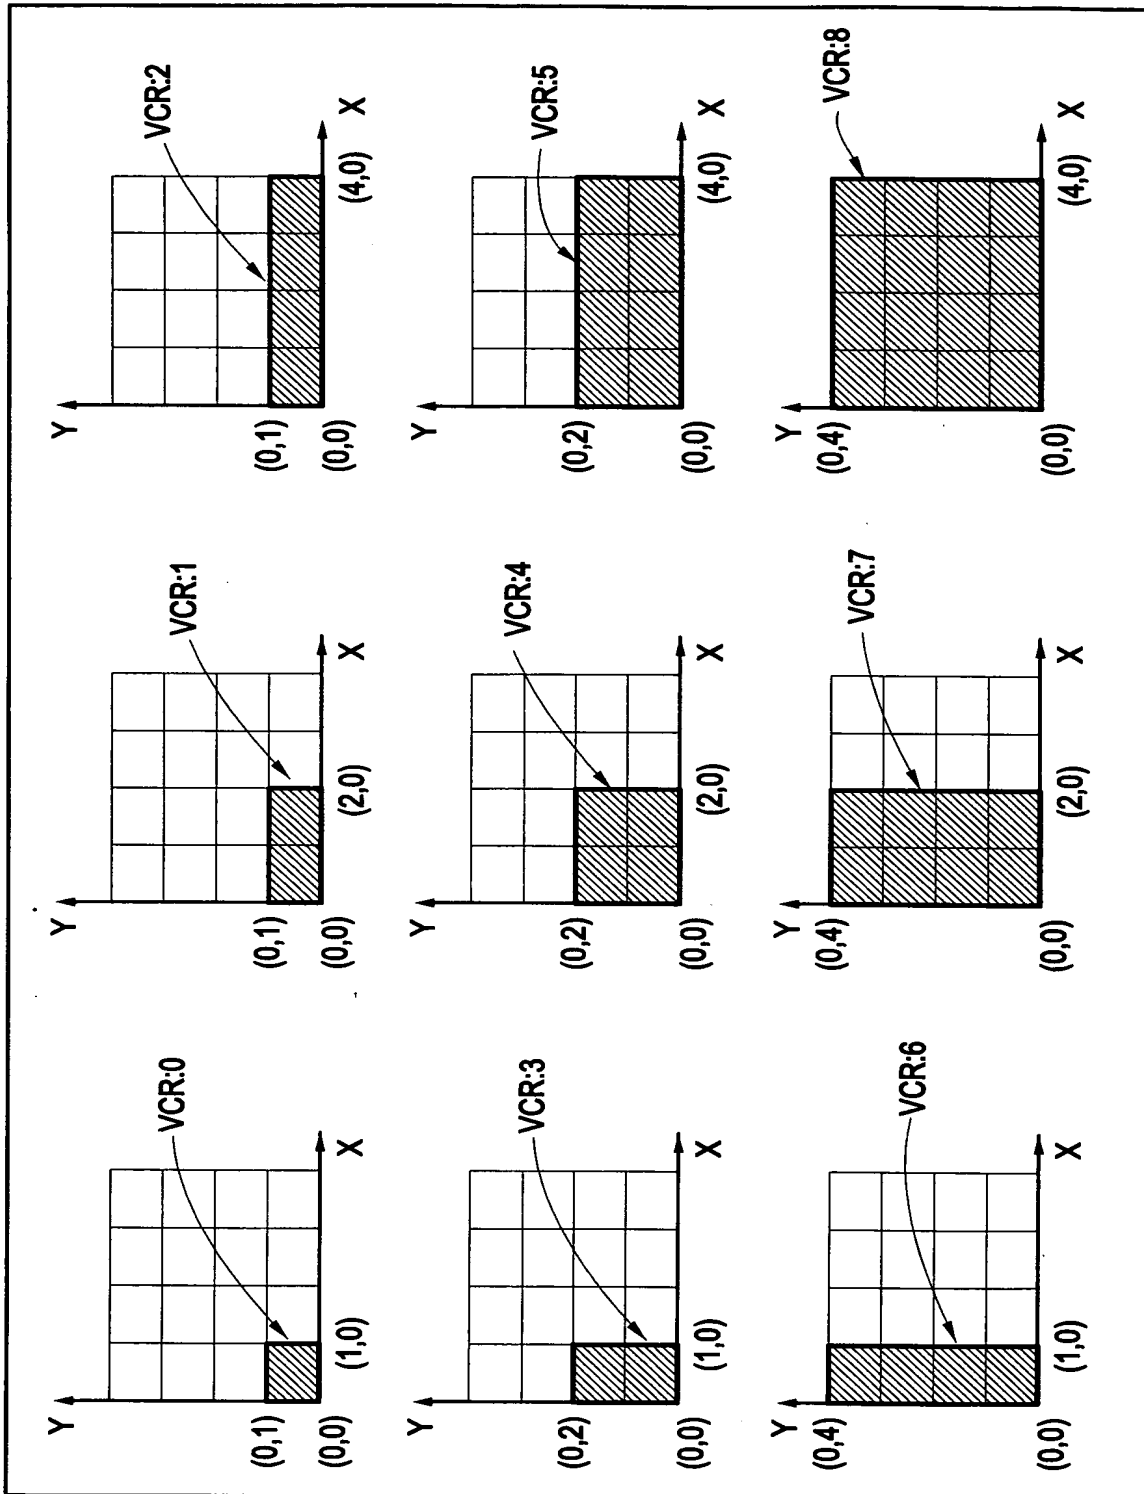 Y
VCR:0
(0,1)
(0,0)
(1,0)
X
Y
VCR:1
(0,1)
(0,0)
(2,0)
X
Y
VCR:2
(0,1)
(0,0)
(4,0)
X
Y
VCR:3
(0,2)
(0,0)
(1,0)
X
Y
VCR:4
(0,2)
(0,0)
(2,0)
X
Y
VCR:5
(0,2)
(0,0)
(4,0)
X
Y
(0,4)
VCR:6
(0,0)
(1,0)
X
Y
(0,4)
VCR:7
(0,0)
(2,0)
X
Y
(0,4)
VCR:8
(0,0)
(4,0)
X